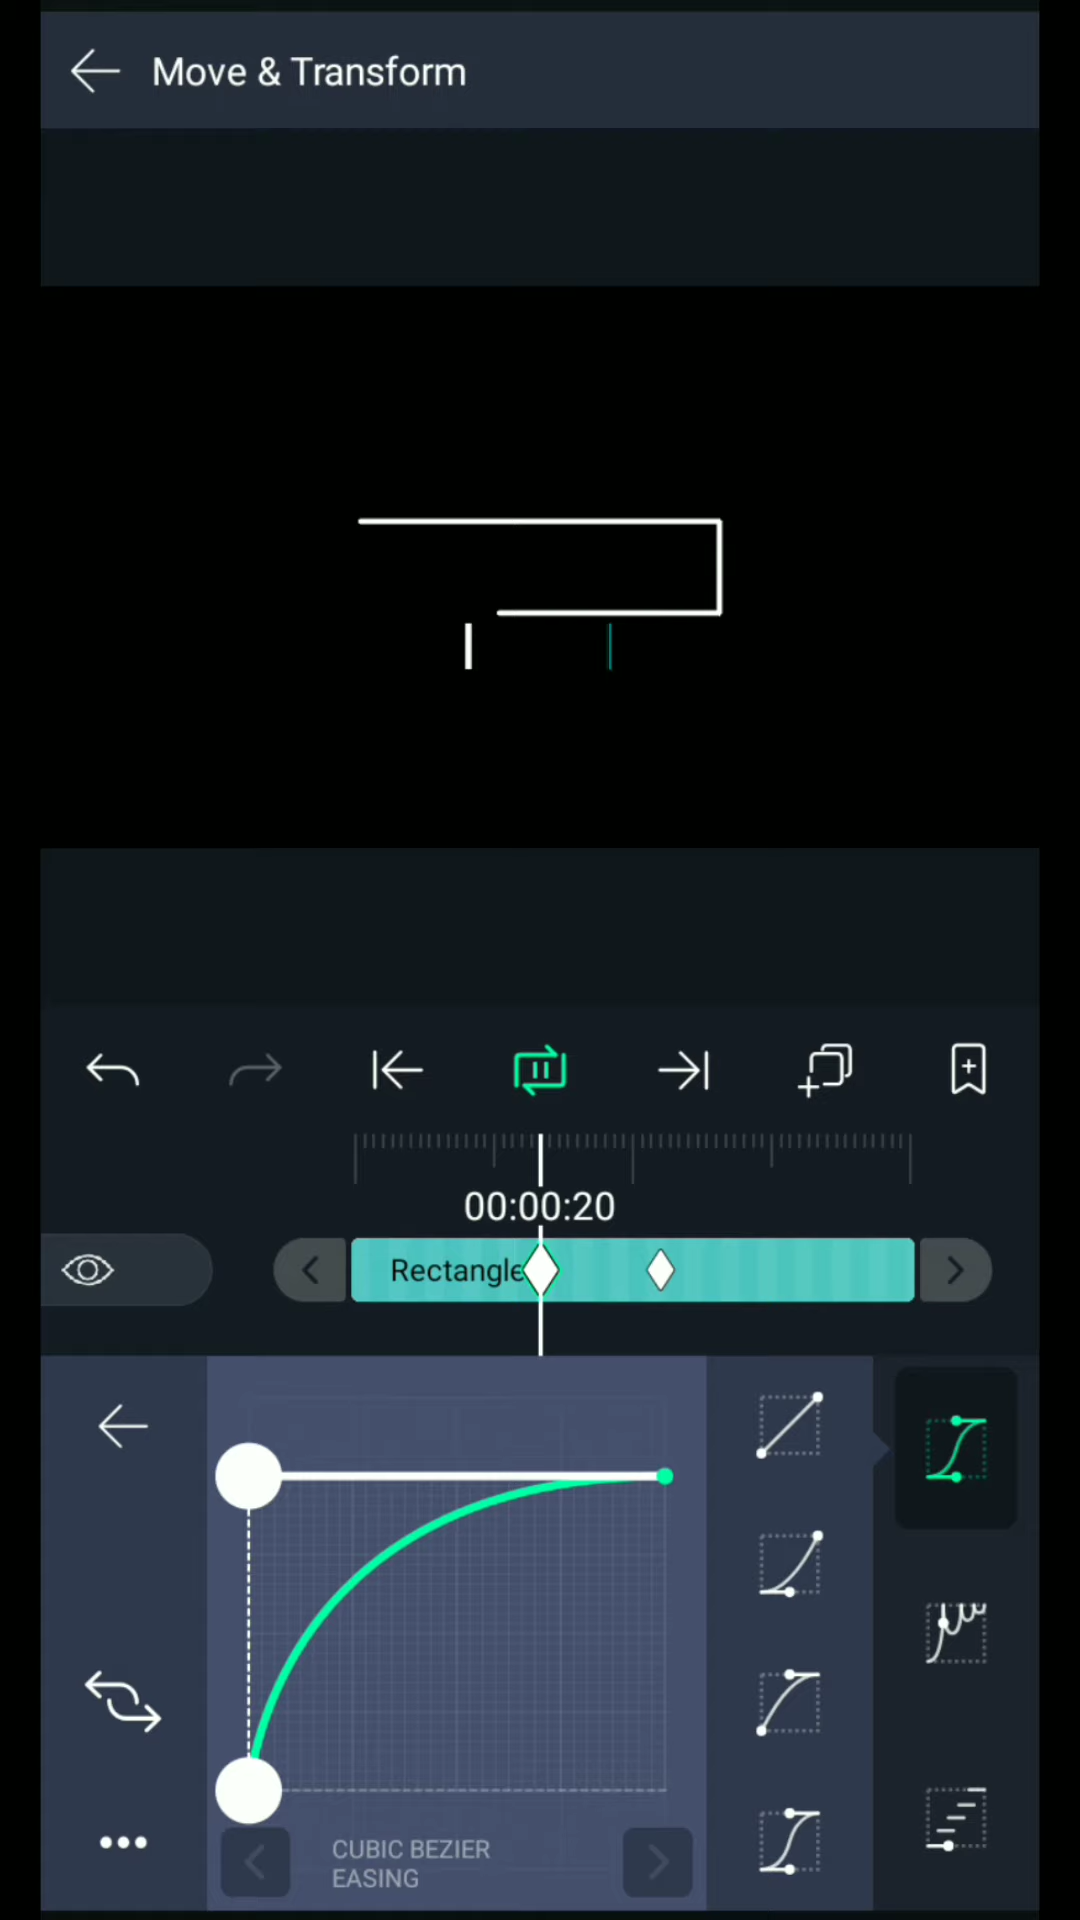 Move & Transform
00:00:20
Rectangle
CUBIC BEZIER
EASING